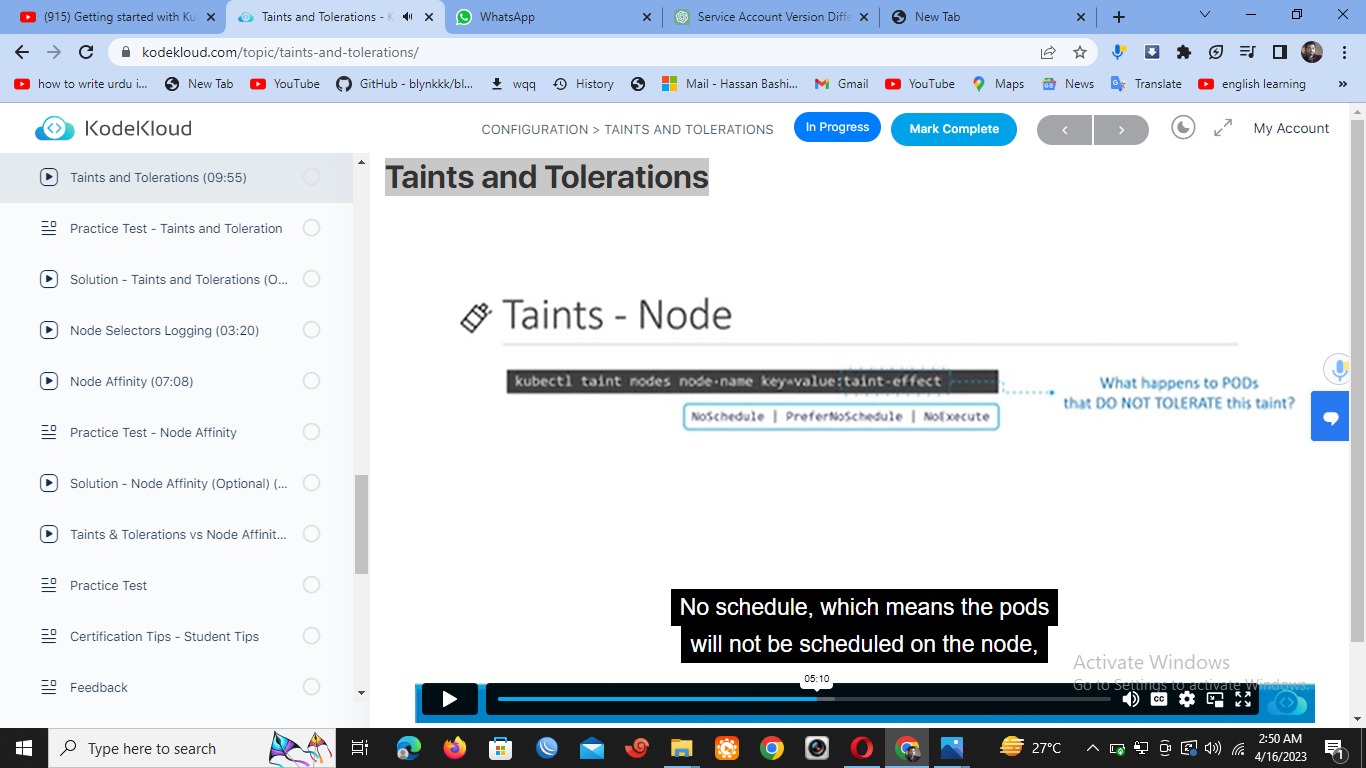 (915) Getting started with Ku
Taints and Tolerations - K
WhatsApp
Service Account Version Diffe
New Tab
kodekloud.com/topic/taints-and-tolerations/
how to write urdu i...
New Tab
YouTube
GitHub - blynkkk/bl...
wqq
History
Mail - Hassan Bashi...
Gmail
YouTube
Maps
News
Translate
english learning
»
KodeKloud
CONFIGURATION > TAINTS AND TOLERATIONS
In Progress
Mark Complete
My Account
Taints and Tolerations (09:55)
Practice Test - Taints and Toleration
Solution - Taints and Tolerations (O...
Node Selectors Logging (03:20)
Node Affinity (07:08)
Practice Test - Node Affinity
Solution - Node Affinity (Optional) (...
Taints & Tolerations vs Node Affinit...
Practice Test
Certification Tips - Student Tips
Feedback
Taints and Tolerations
Taints - Node
kubectl taint nodes node-name key=value:taint-effect
What happens to PODs
that DO NOT TOLERATE this taint?
NoSchedule | PreferNoSchedule | NoExecute
No schedule, which means the pods
will not be scheduled on the node,
Activate Windows
Go to Settings to activate Windows.
05:10
CC
Type here to search
27°C
2:50 AM
4/16/2023
1